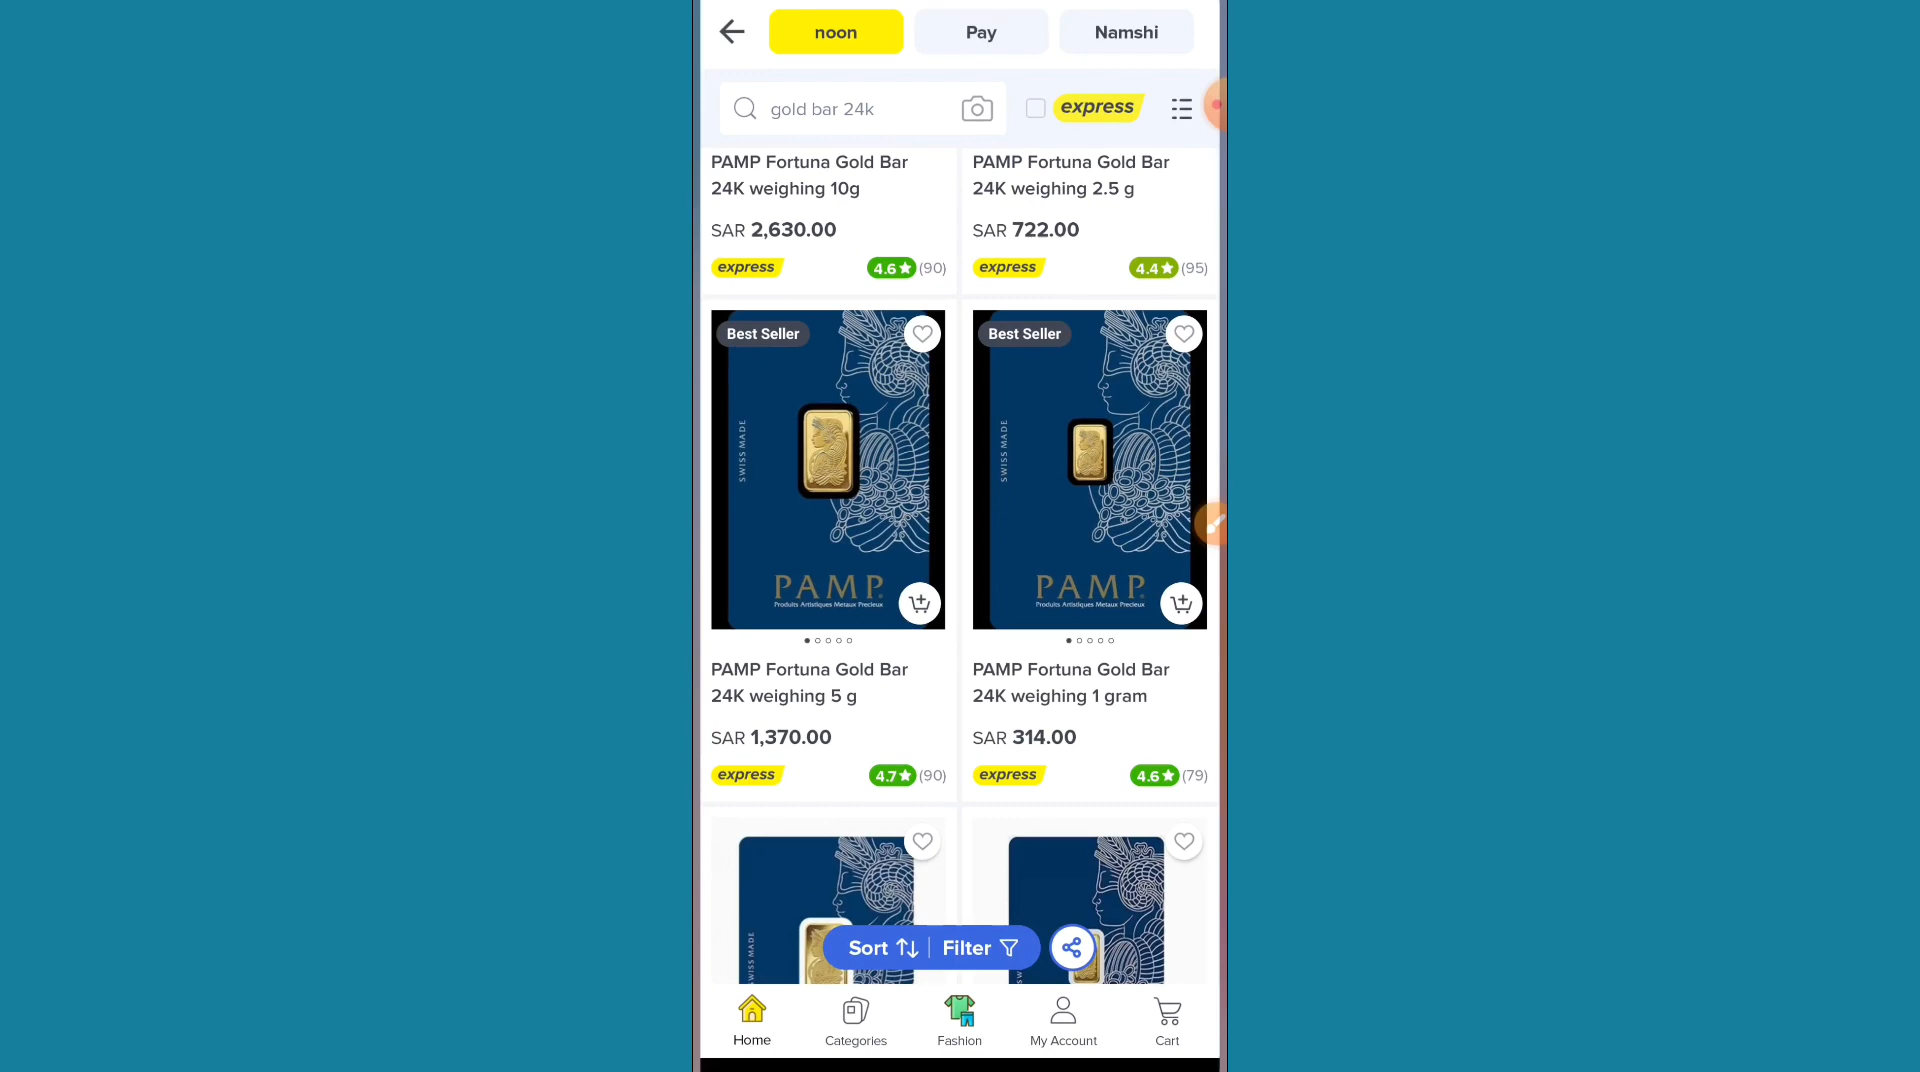 noon
Pay
Namshi
gold bar 24k
express
PAMP Fortuna Gold Bar
24K weighing 10g
SAR 2,630.00
express
4.6 (90)
PAMP Fortuna Gold Bar
24K weighing 2.5 g
SAR 722.00
express
4.4 (95)
Best Seller
SWISS MADE
PAMP
Produits Artistiques Metaux Precieux
PAMP Fortuna Gold Bar
24K weighing 5 g
SAR 1,370.00
express
4.7 (90)
Best Seller
SWISS MADE
PAMP
Produits Artistiques Metaux Precieux
PAMP Fortuna Gold Bar
24K weighing 1 gram
SAR 314.00
express
4.6 (79)
SWISS MADE
Sort
Filter
Home
Categories
Fashion
My Account
Cart